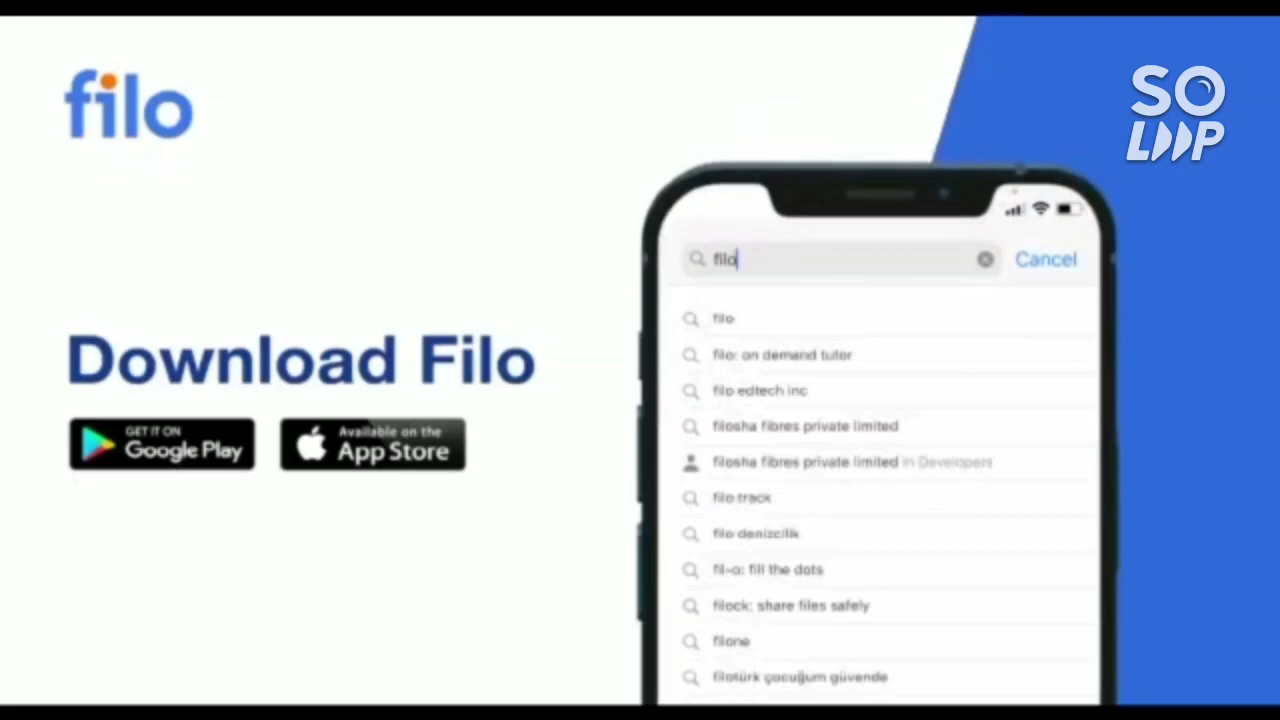 filo
SO
LOOP
filo
Cancel
filo
filo: on demand tutor
filo edtech inc
filosha fibres private limited
filosha fibres private limited in Developers
filo track
filo denizcilik
fil-o: fill the dots
filock: share files safely
filone
filotürk çocuğum güvende
Download Filo
GET IT ON
Google Play
Available on the
App Store